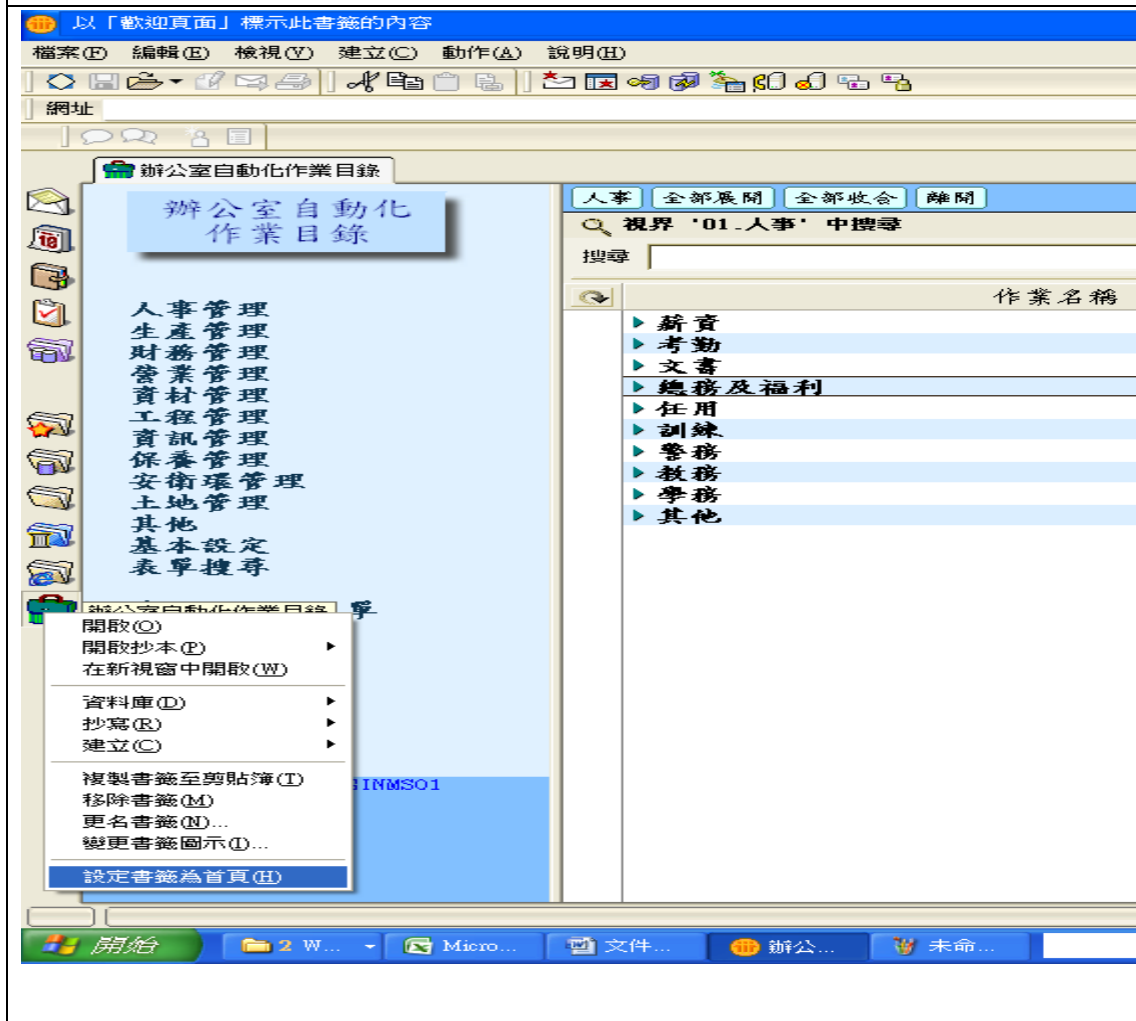 以「歡迎頁面」標示此書籤的內容
檔案(F) 編輯(E) 檢視(V) 建立(C) 動作(A) 說明(H)
網址
辦公室自動化作業目錄
18
辦公室自動化
作業目錄
人事管理
生產管理
財務管理
營業管理
資材管理
工程管理
資訊管理
保養管理
安衛環管理
土地管理
其他
基本設定
表單搜尋
單
辦公室自動化作業目錄
開啟(O)
開啟抄本(P)
在新視窗中開啟(W)
資料庫(D)
抄寫(R)
建立(C)
複製書籤至剪貼簿(T)
移除書籤(M)
更名書籤(N)...
變更書籤圖示(I)...
設定書籤為首頁(H)
INMSO1
人事 全部展開 全部收合 離開
視界 '01.人事' 中搜尋
搜尋
作業名稱
薪資
考勤
文書
總務及福利
任用
訓練
警務
教務
學務
其他
開始 2 W... Micro... 文件... 辦公... 未命...